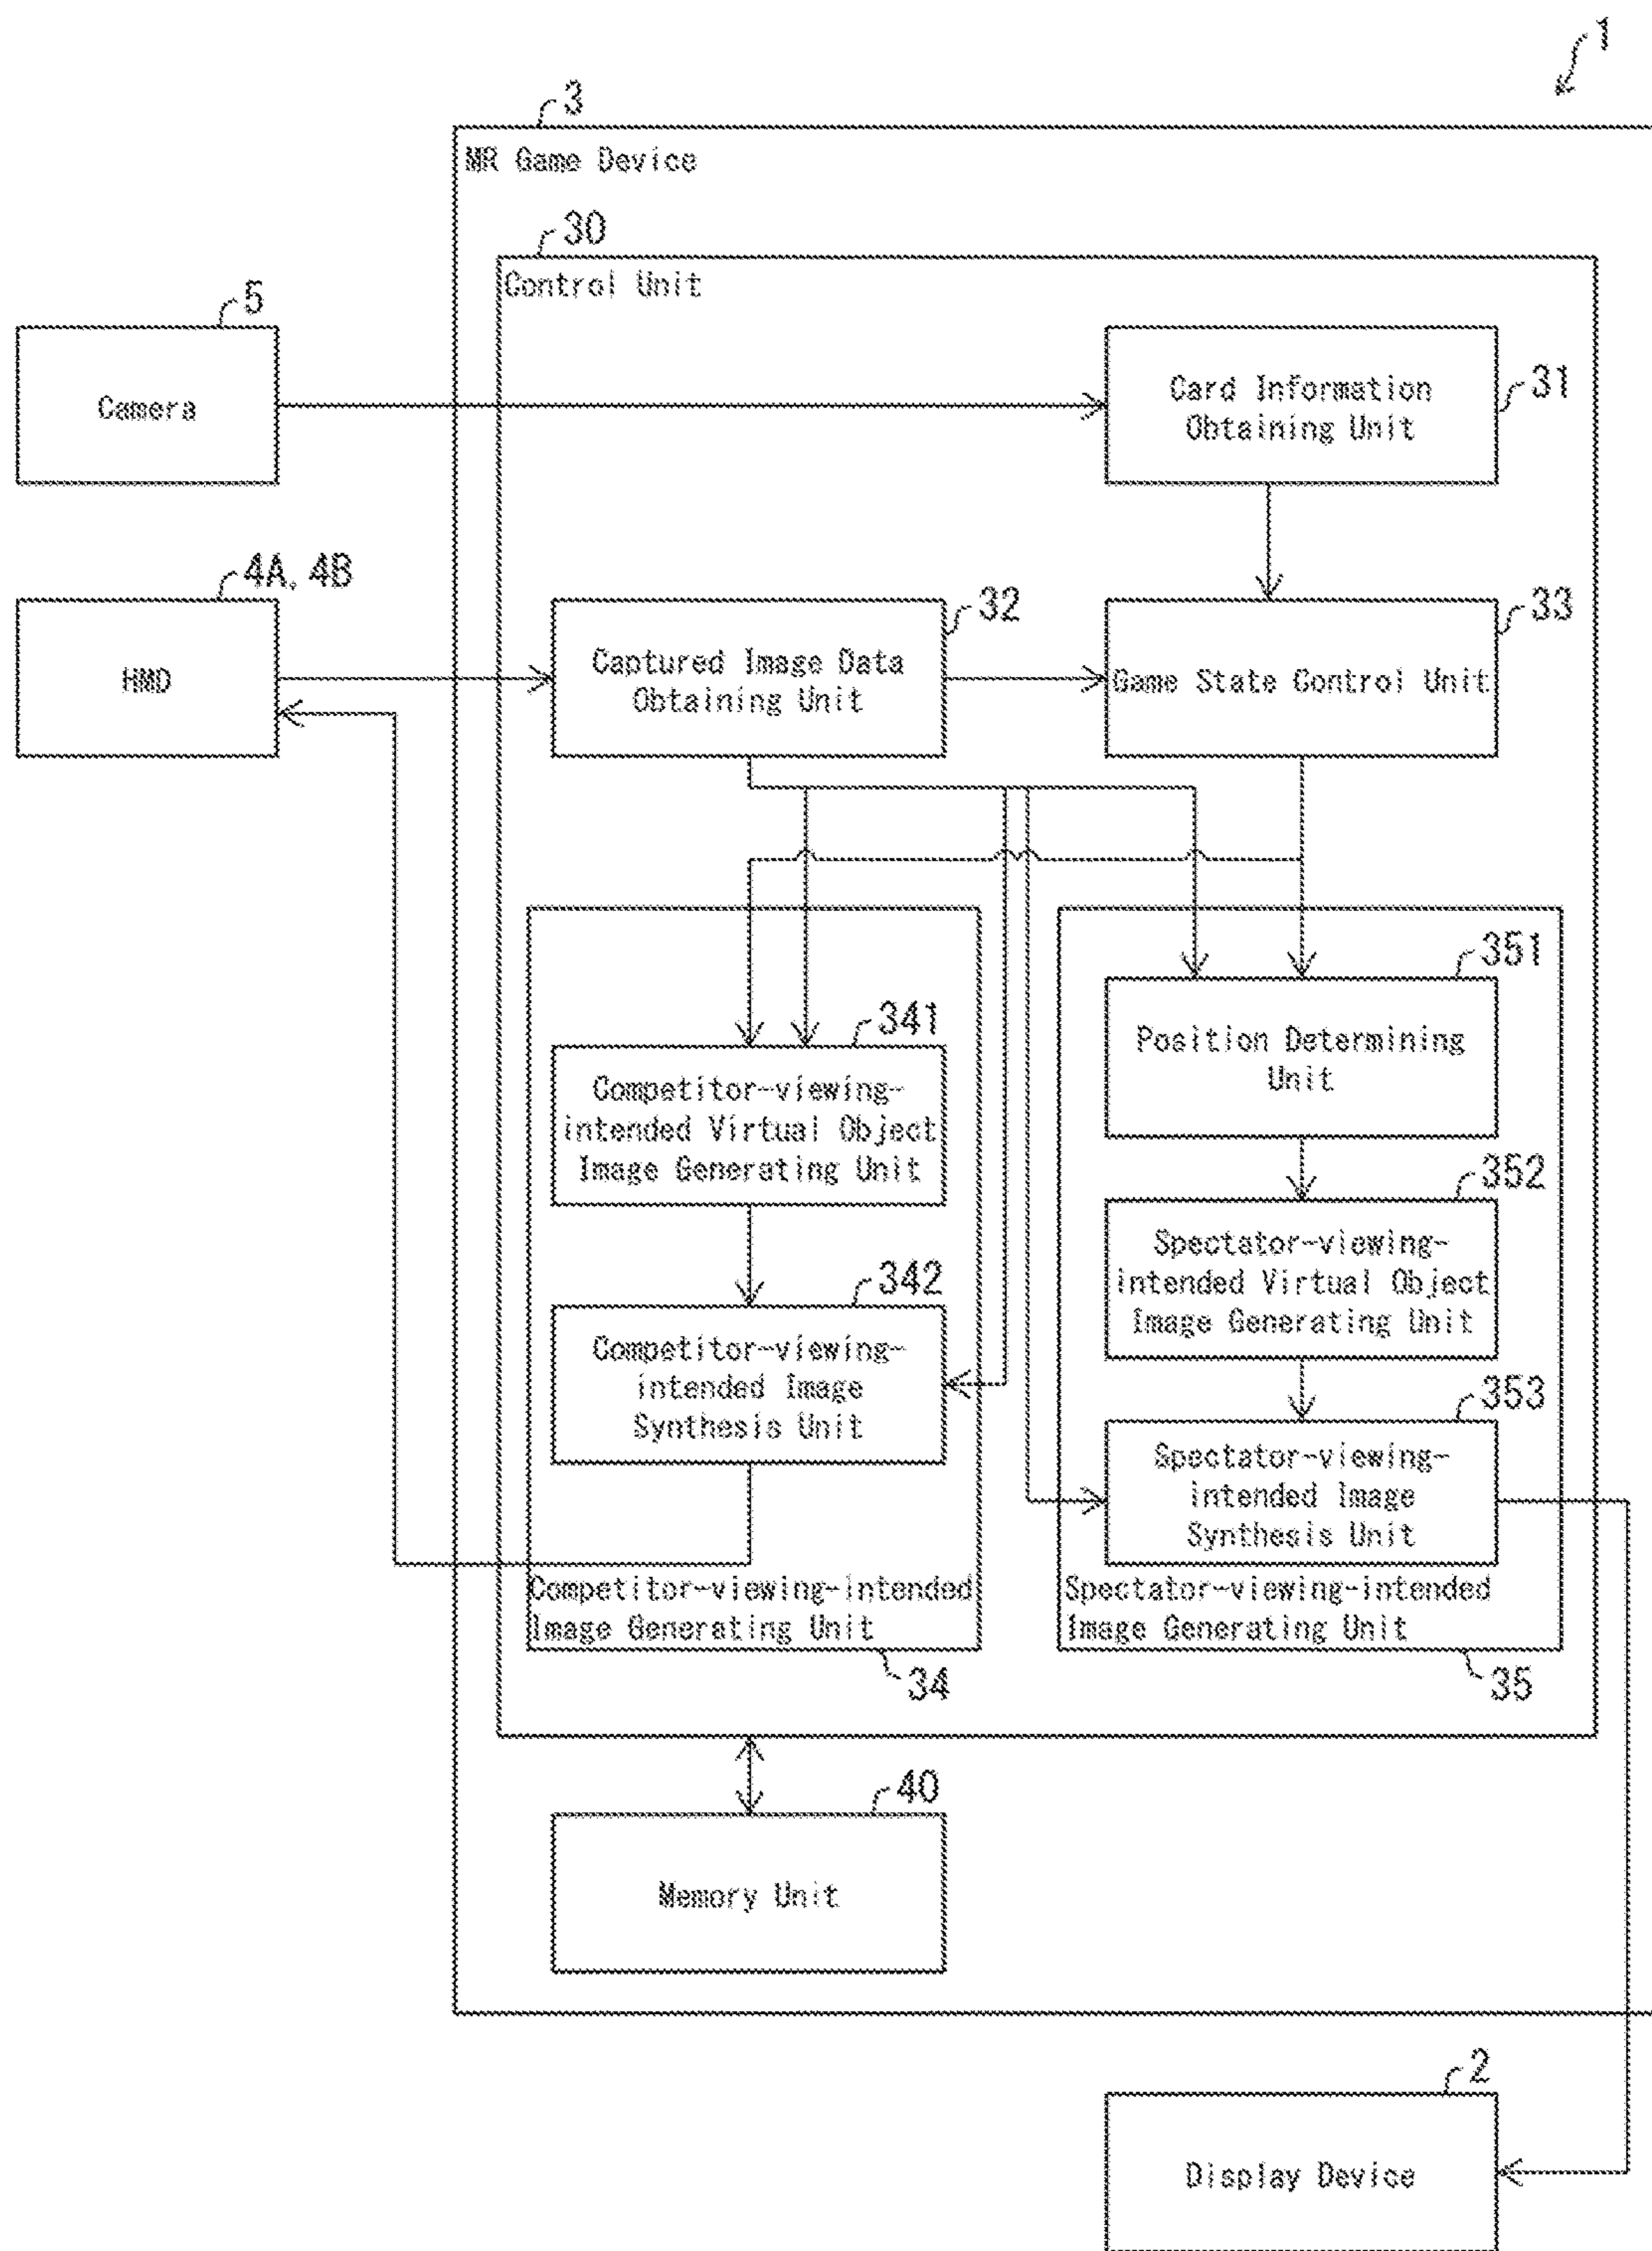 1
3
MR Game Device
30
Control Unit
5
Camera
Card Information
Obtaining Unit
31
4A, 4B
HMD
32
Captured Image Data
Obtaining Unit
33
Game State Control Unit
351
Position Determining
Unit
341
Competitor-viewing-
intended Virtual Object
Image Generating Unit
352
Spectator-viewing-
intended Virtual Object
Image Generating Unit
342
Competitor-viewing-
intended Image
Synthesis Unit
353
Spectator-viewing-
intended Image
Synthesis Unit
Competitor-viewing-intended
Image Generating Unit
34
Spectator-viewing-intended
Image Generating Unit
35
40
Memory Unit
2
Display Device